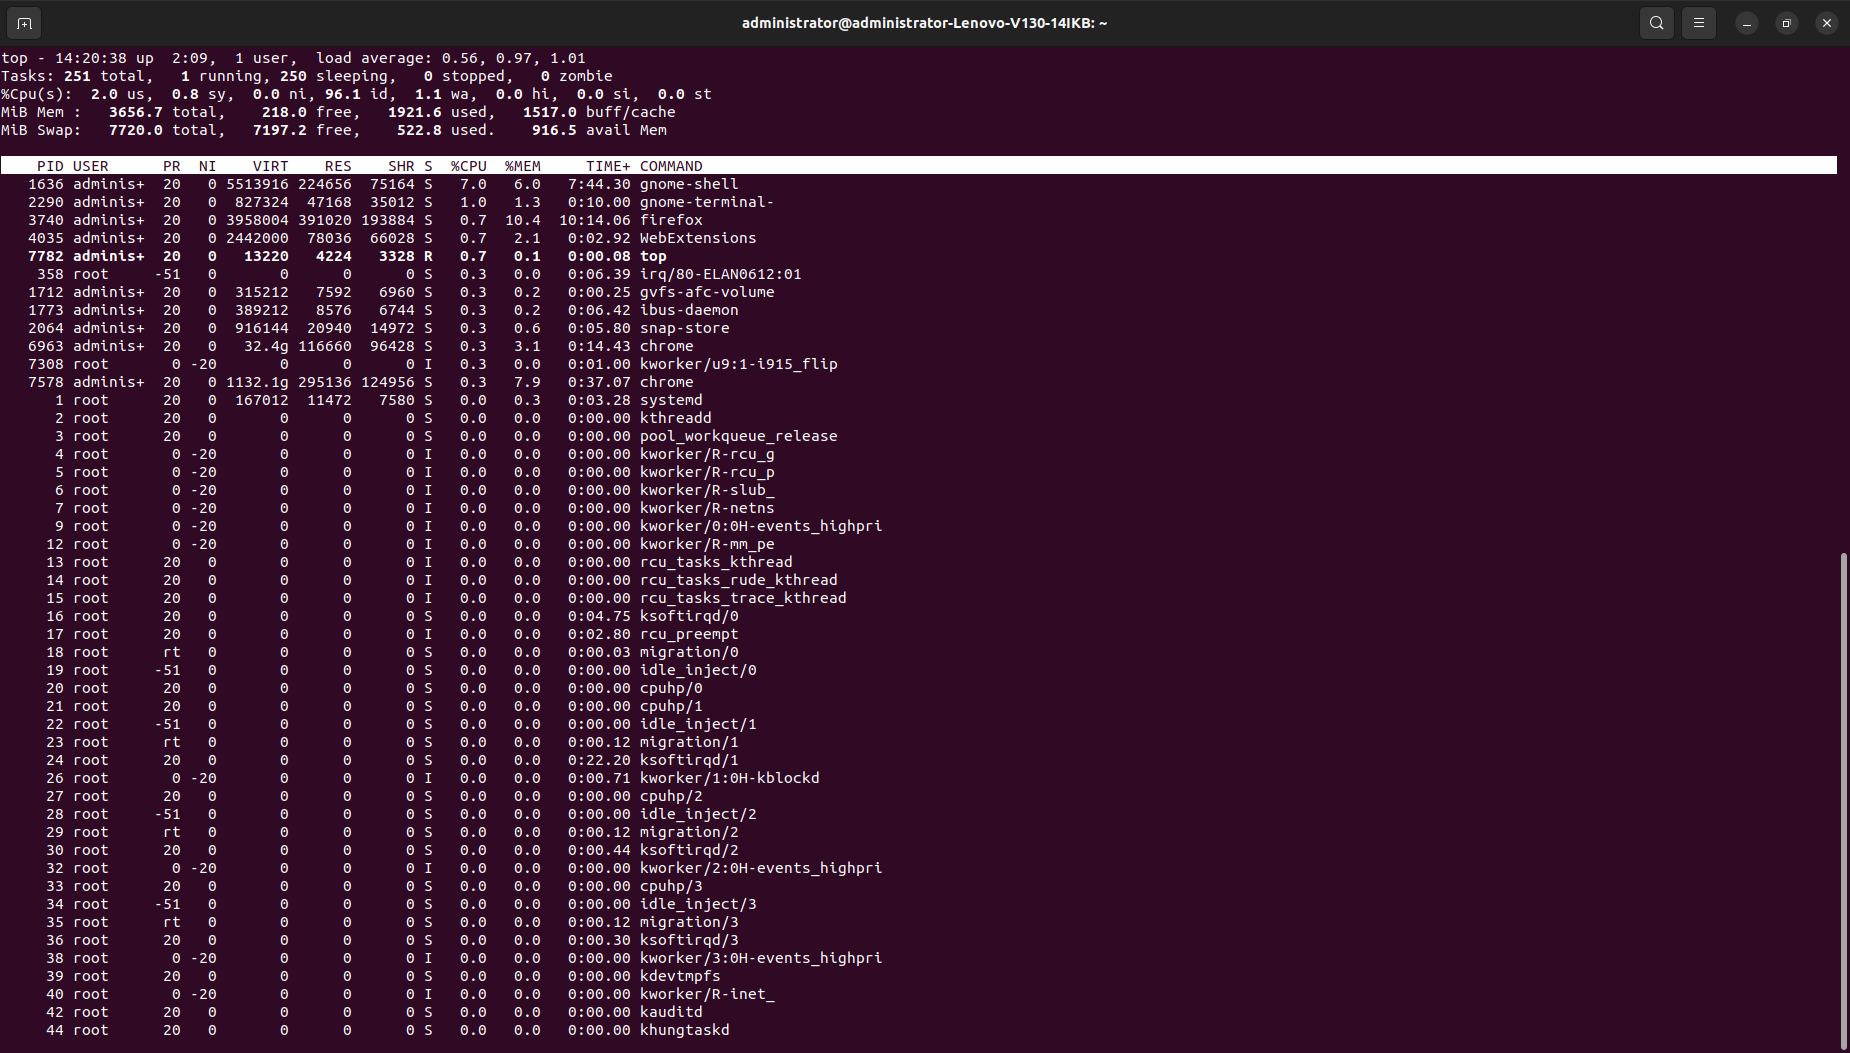 administrator@administrator-Lenovo-V130-14IKB: ~
top - 14:20:38 up  2:09,  1 user,  load average: 0.56, 0.97, 1.01
Tasks: 251 total,   1 running, 250 sleeping,   0 stopped,   0 zombie
%Cpu(s):  2.0 us,  0.8 sy,  0.0 ni, 96.1 id,  1.1 wa,  0.0 hi,  0.0 si,  0.0 st
MiB Mem :   3656.7 total,    218.0 free,   1921.6 used,   1517.0 buff/cache
MiB Swap:   7720.0 total,   7197.2 free,    522.8 used.    916.5 avail Mem
    PID USER      PR  NI    VIRT    RES    SHR S  %CPU  %MEM     TIME+ COMMAND
   1636 adminis+  20   0 5513916 224656  75164 S   7.0   6.0   7:44.30 gnome-shell
   2290 adminis+  20   0  827324  47168  35012 S   1.0   1.3   0:10.00 gnome-terminal-
   3740 adminis+  20   0 3958004 391020 193884 S   0.7  10.4  10:14.06 firefox
   4035 adminis+  20   0 2442000  78036  66028 S   0.7   2.1   0:02.92 WebExtensions
   7782 adminis+  20   0   13220   4224   3328 R   0.7   0.1   0:00.08 top
    358 root     -51   0       0      0      0 S   0.3   0.0   0:06.39 irq/80-ELAN0612:01
   1712 adminis+  20   0  315212   7592   6960 S   0.3   0.2   0:00.25 gvfs-afc-volume
   1773 adminis+  20   0  389212   8576   6744 S   0.3   0.2   0:06.42 ibus-daemon
   2064 adminis+  20   0  916144  20940  14972 S   0.3   0.6   0:05.80 snap-store
   6963 adminis+  20   0   32.4g 116660  96428 S   0.3   3.1   0:14.43 chrome
   7308 root       0 -20       0      0      0 I   0.3   0.0   0:01.00 kworker/u9:1-i915_flip
   7578 adminis+  20   0 1132.1g 295136 124956 S   0.3   7.9   0:37.07 chrome
      1 root      20   0  167012  11472   7580 S   0.0   0.3   0:03.28 systemd
      2 root      20   0       0      0      0 S   0.0   0.0   0:00.00 kthreadd
      3 root      20   0       0      0      0 S   0.0   0.0   0:00.00 pool_workqueue_release
      4 root       0 -20       0      0      0 I   0.0   0.0   0:00.00 kworker/R-rcu_g
      5 root       0 -20       0      0      0 I   0.0   0.0   0:00.00 kworker/R-rcu_p
      6 root       0 -20       0      0      0 I   0.0   0.0   0:00.00 kworker/R-slub_
      7 root       0 -20       0      0      0 I   0.0   0.0   0:00.00 kworker/R-netns
      9 root       0 -20       0      0      0 I   0.0   0.0   0:00.00 kworker/0:0H-events_highpri
     12 root       0 -20       0      0      0 I   0.0   0.0   0:00.00 kworker/R-mm_pe
     13 root      20   0       0      0      0 I   0.0   0.0   0:00.00 rcu_tasks_kthread
     14 root      20   0       0      0      0 I   0.0   0.0   0:00.00 rcu_tasks_rude_kthread
     15 root      20   0       0      0      0 I   0.0   0.0   0:00.00 rcu_tasks_trace_kthread
     16 root      20   0       0      0      0 S   0.0   0.0   0:04.75 ksoftirqd/0
     17 root      20   0       0      0      0 I   0.0   0.0   0:02.80 rcu_preempt
     18 root      rt   0       0      0      0 S   0.0   0.0   0:00.03 migration/0
     19 root     -51   0       0      0      0 S   0.0   0.0   0:00.00 idle_inject/0
     20 root      20   0       0      0      0 S   0.0   0.0   0:00.00 cpuhp/0
     21 root      20   0       0      0      0 S   0.0   0.0   0:00.00 cpuhp/1
     22 root     -51   0       0      0      0 S   0.0   0.0   0:00.00 idle_inject/1
     23 root      rt   0       0      0      0 S   0.0   0.0   0:00.12 migration/1
     24 root      20   0       0      0      0 S   0.0   0.0   0:22.20 ksoftirqd/1
     26 root       0 -20       0      0      0 I   0.0   0.0   0:00.71 kworker/1:0H-kblockd
     27 root      20   0       0      0      0 S   0.0   0.0   0:00.00 cpuhp/2
     28 root     -51   0       0      0      0 S   0.0   0.0   0:00.00 idle_inject/2
     29 root      rt   0       0      0      0 S   0.0   0.0   0:00.12 migration/2
     30 root      20   0       0      0      0 S   0.0   0.0   0:00.44 ksoftirqd/2
     32 root       0 -20       0      0      0 I   0.0   0.0   0:00.00 kworker/2:0H-events_highpri
     33 root      20   0       0      0      0 S   0.0   0.0   0:00.00 cpuhp/3
     34 root     -51   0       0      0      0 S   0.0   0.0   0:00.00 idle_inject/3
     35 root      rt   0       0      0      0 S   0.0   0.0   0:00.12 migration/3
     36 root      20   0       0      0      0 S   0.0   0.0   0:00.30 ksoftirqd/3
     38 root       0 -20       0      0      0 I   0.0   0.0   0:00.00 kworker/3:0H-events_highpri
     39 root      20   0       0      0      0 S   0.0   0.0   0:00.00 kdevtmpfs
     40 root       0 -20       0      0      0 I   0.0   0.0   0:00.00 kworker/R-inet_
     42 root      20   0       0      0      0 S   0.0   0.0   0:00.00 kauditd
     44 root      20   0       0      0      0 S   0.0   0.0   0:00.00 khungtaskd